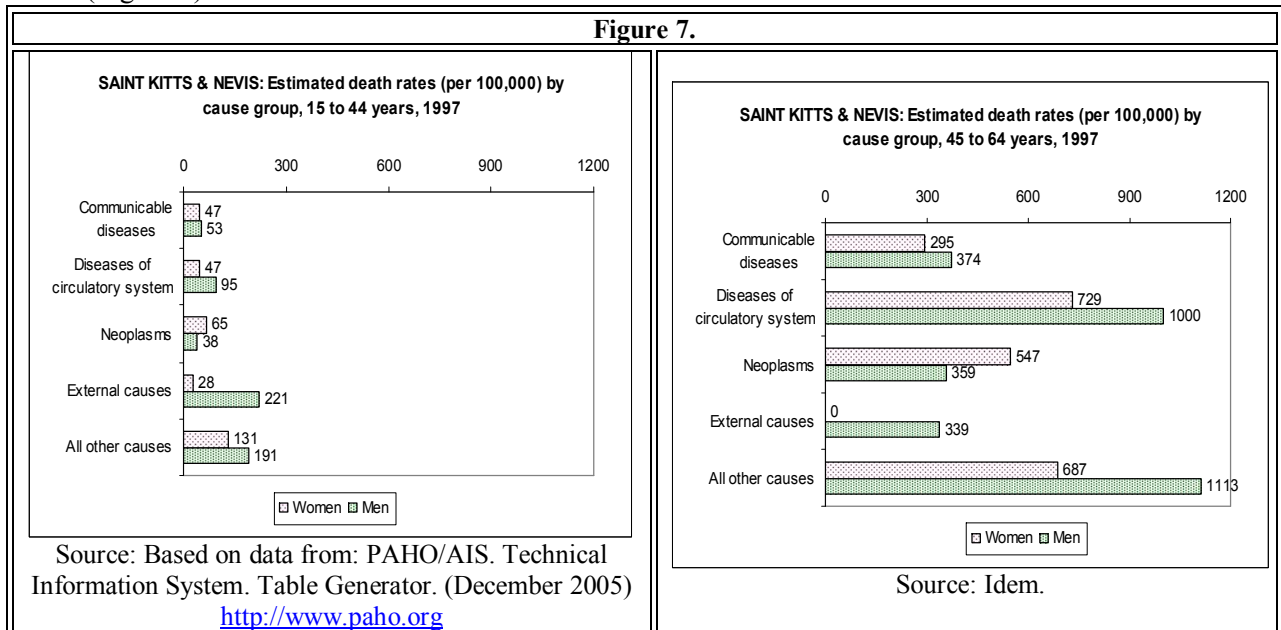 Figure 7.
SAINT KITTS & NEVIS: Estimated death rates (per 100,000) by
cause group, 15 to 44 years, 1997
0 300 600 900 1200
Communicable
diseases
47
53
Diseases of
circulatory system
47
95
Neoplasms
65
38
External causes
28
221
All other causes
131
191
Women Men
Source: Based on data from: PAHO/AIS. Technical
Information System. Table Generator. (December 2005)
http://www.paho.org
SAINT KITTS & NEVIS: Estimated death rates (per 100,000) by
cause group, 45 to 64 years, 1997
0 300 600 900 1200
Communicable
diseases
295
374
Diseases of
circulatory system
729
1000
Neoplasms
547
359
External causes
0
339
All other causes
687
1113
Women Men
Source: Idem.